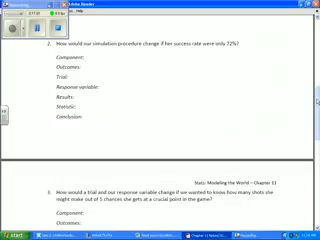 Adobe Reader
2. How would our simulation procedure change if her success rate were only 72%?
Component:
Outcomes:
Trial:
Response variable:
Results:
Statistic:
Conclusion:
Stats: Modeling the World – Chapter 11
3. How would a trial and our response variable change if we wanted to know how many shots she
might make out of 5 chances she gets at a crucial point in the game?
Component:
Outcomes:
start